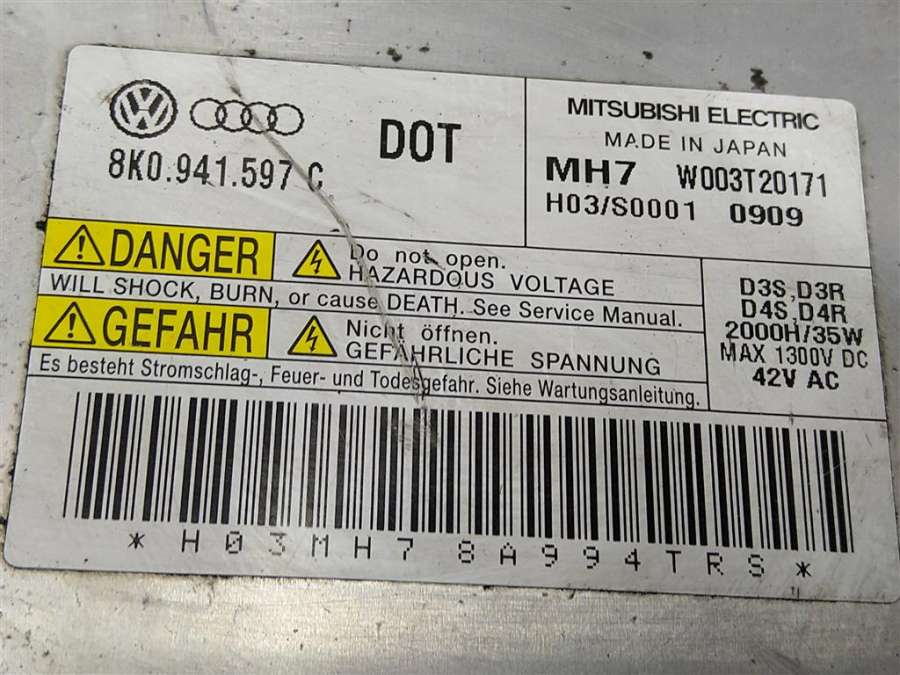 DOT
8K0.941.597 C
MITSUBISHI ELECTRIC
MADE IN JAPAN
MH7 W003T20171
H03/S0001 0909
DANGER
Do not open.
HAZARDOUS VOLTAGE
WILL SHOCK, BURN, or cause DEATH. See Service Manual.
GEFAHR
Nicht öffnen.
GEFÄHRLICHE SPANNUNG
Es besteht Stromschlag-, Feuer- und Todesgefahr. Siehe Wartungsanleitung.
D3S,D3R
D4S,D4R
2000H/35W
MAX 1300V DC
42V AC
*H03MH78A994TRS*